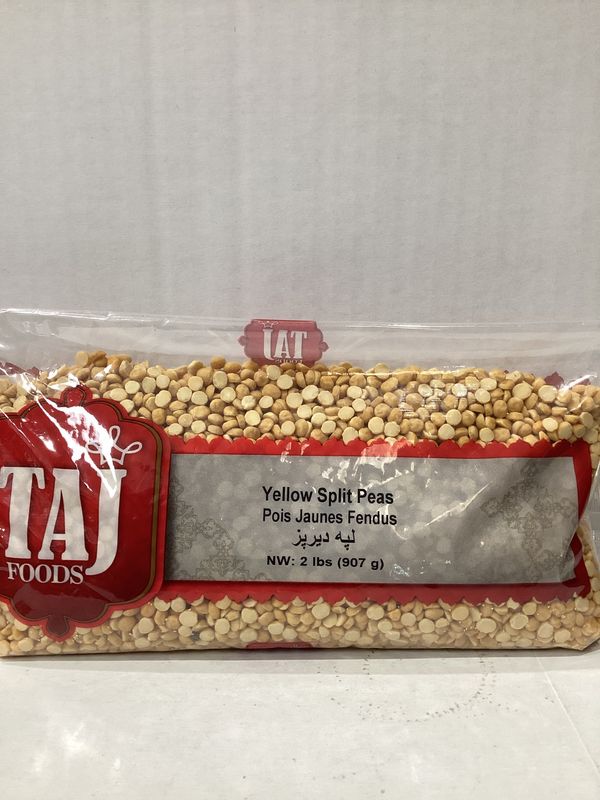 TAJ
TAJ
FOODS
Yellow Split Peas
Pois Jaunes Fendus
لپه دیرپز
NW: 2 lbs (907 g)